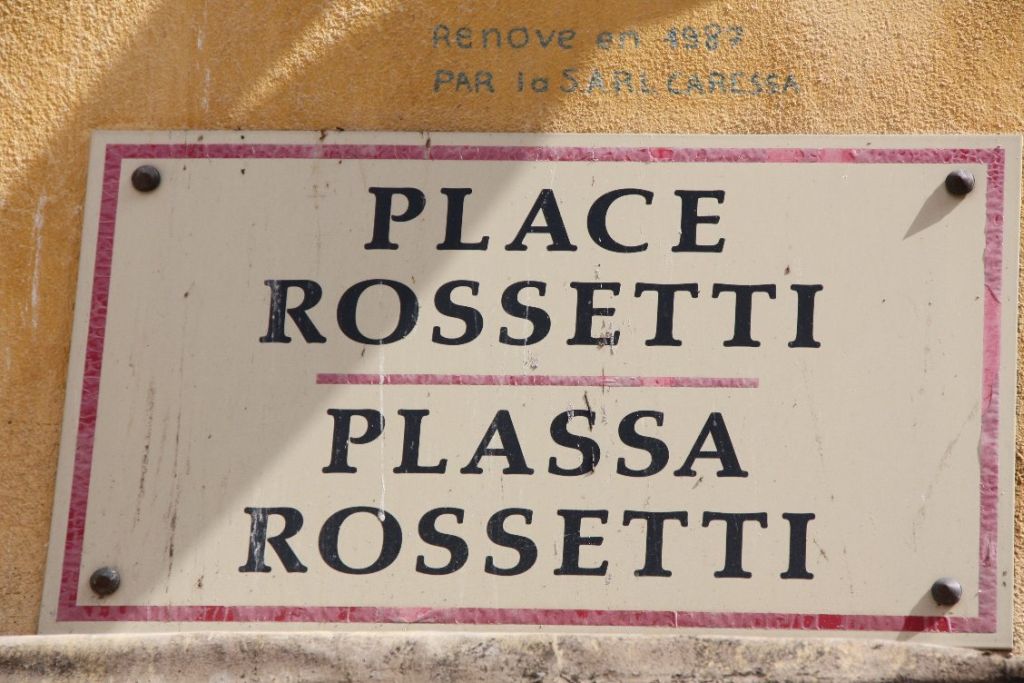 Renove en 1987
PAR la SARL CARESSA
PLACE
ROSSETTI
PLASSA
ROSSETTI